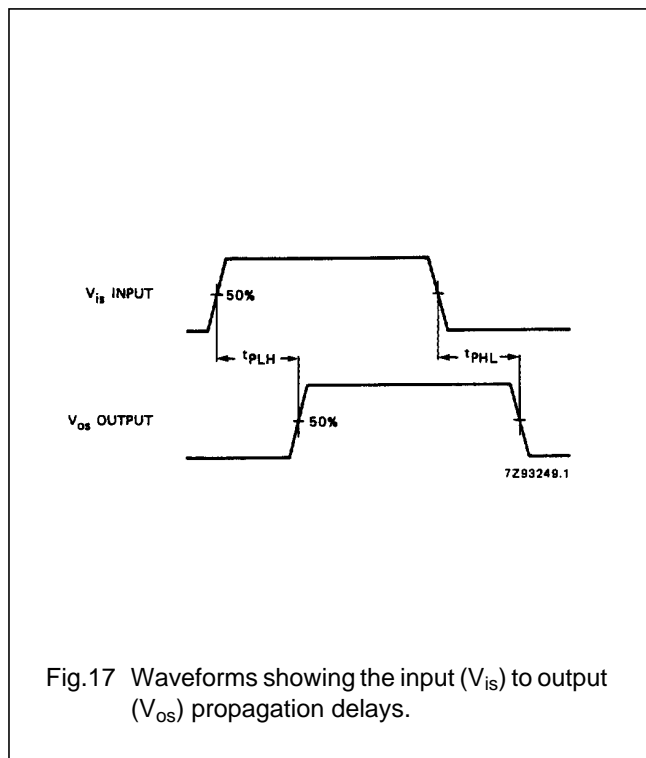 V_is INPUT
50%
t_PLH
t_PHL
V_os OUTPUT
50%
7Z93249.1
Fig.17 Waveforms showing the input (V_is) to output
(V_os) propagation delays.